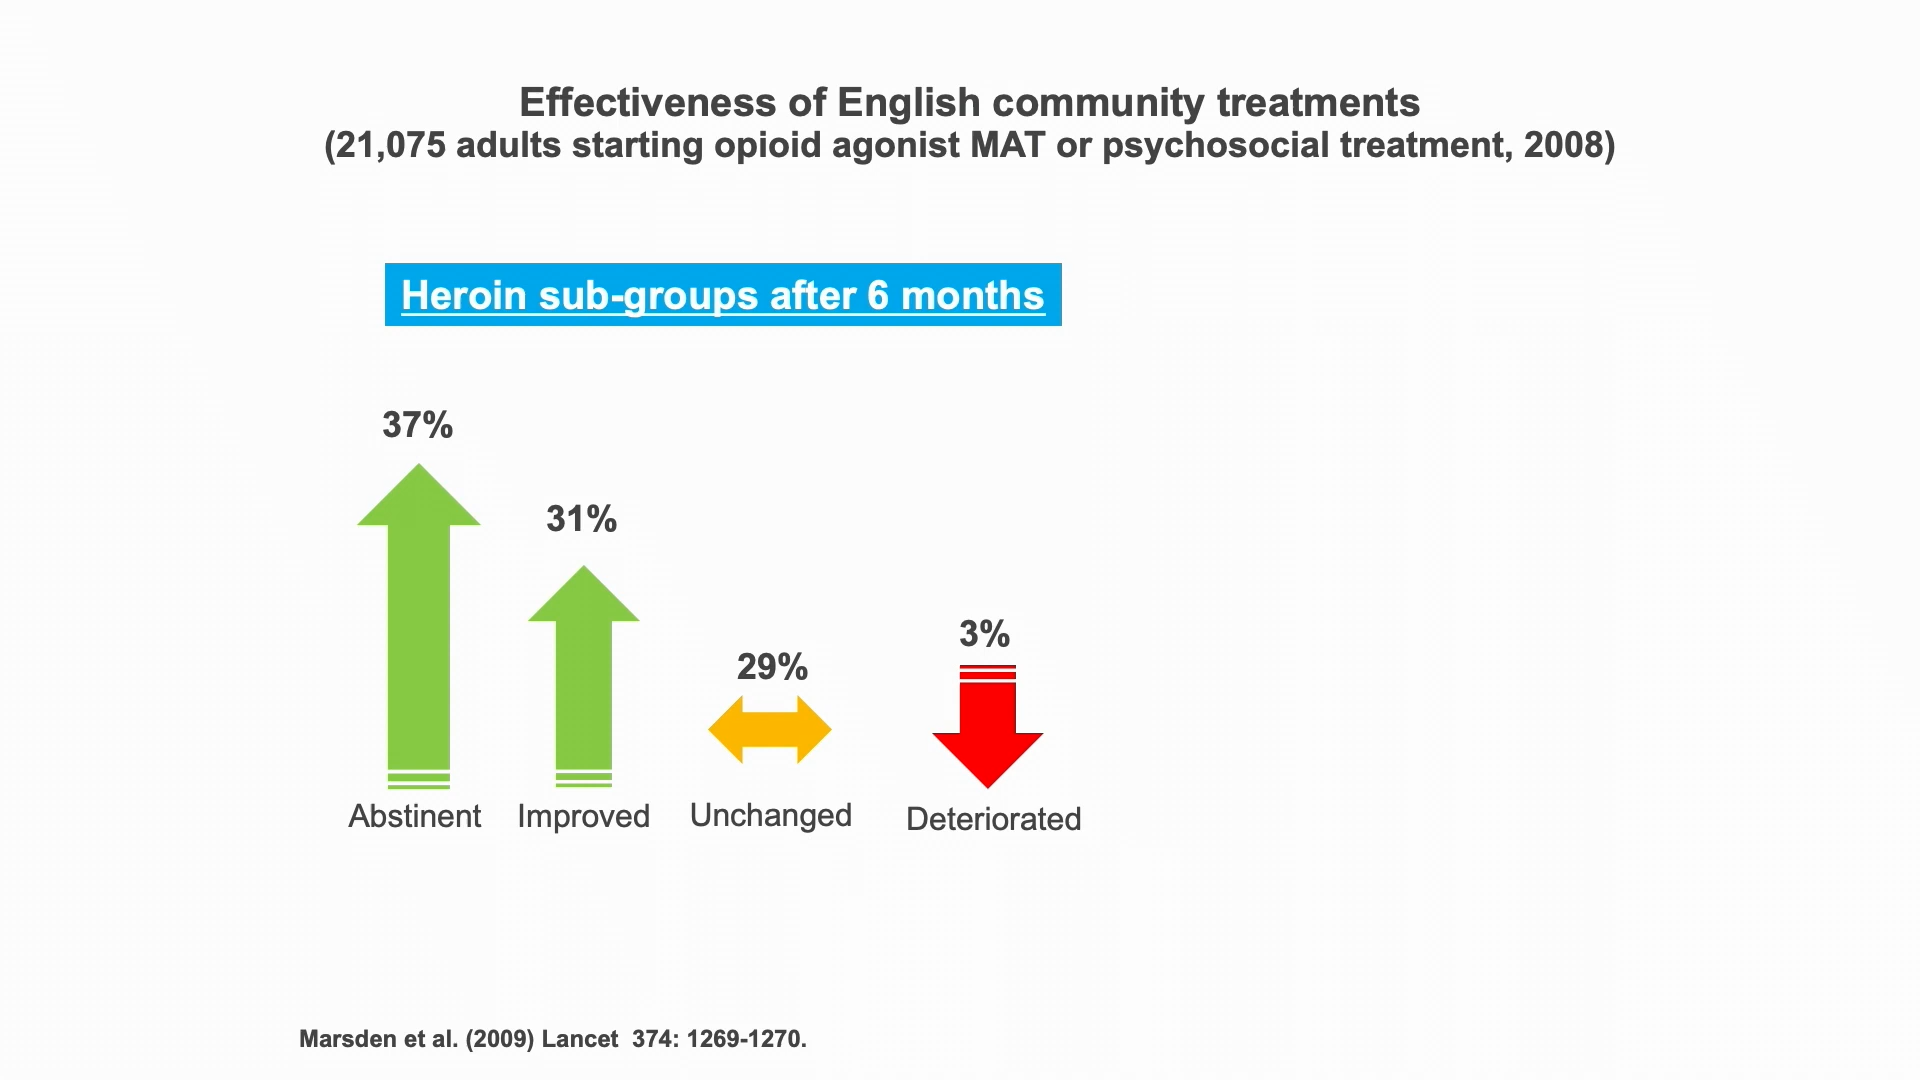 Effectiveness of English community treatments
(21,075 adults starting opioid agonist MAT or psychosocial treatment, 2008)
Heroin sub-groups after 6 months
37%
31%
29%
3%
Abstinent
Improved
Unchanged
Deteriorated
Marsden et al. (2009) Lancet  374: 1269-1270.